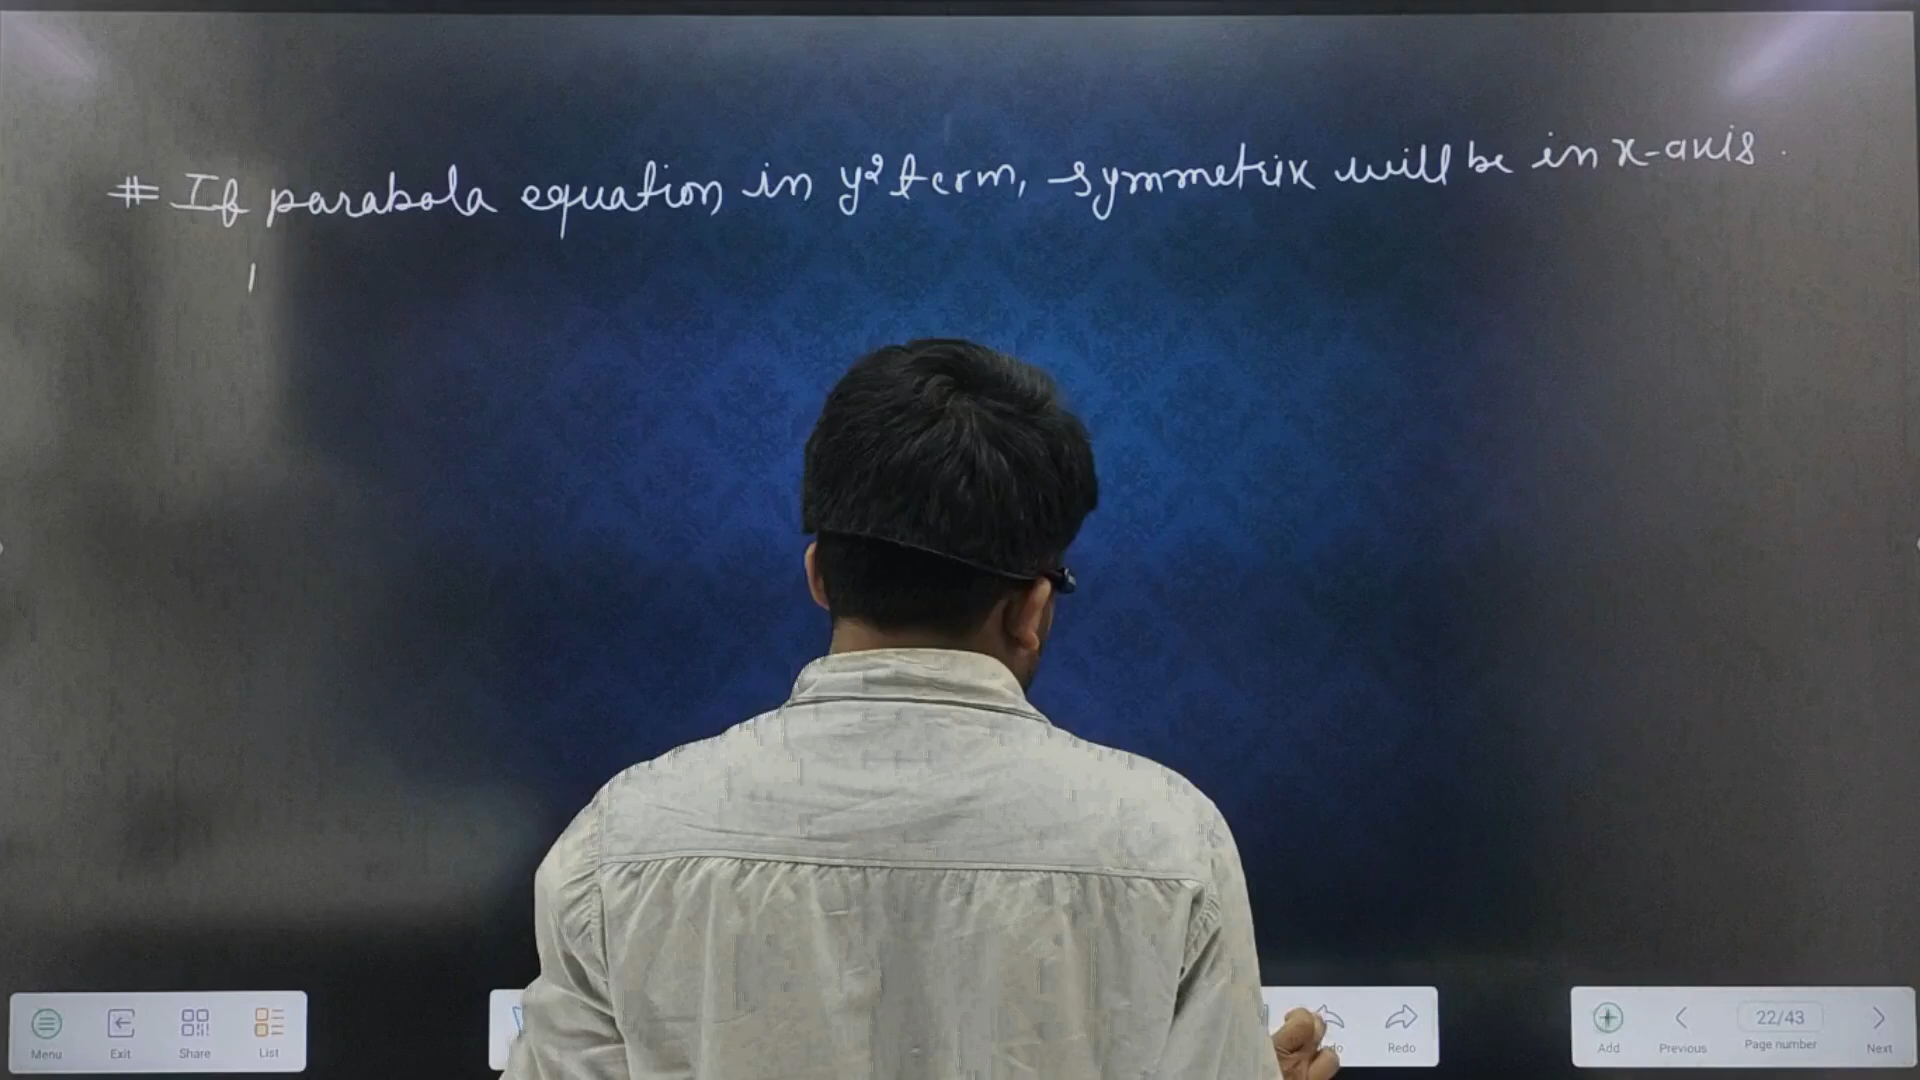 # If parabola equation in y² term, symmetrix will be in x-axis.
Menu Exit Share List Redo Add Previous 22/43 Page number Next